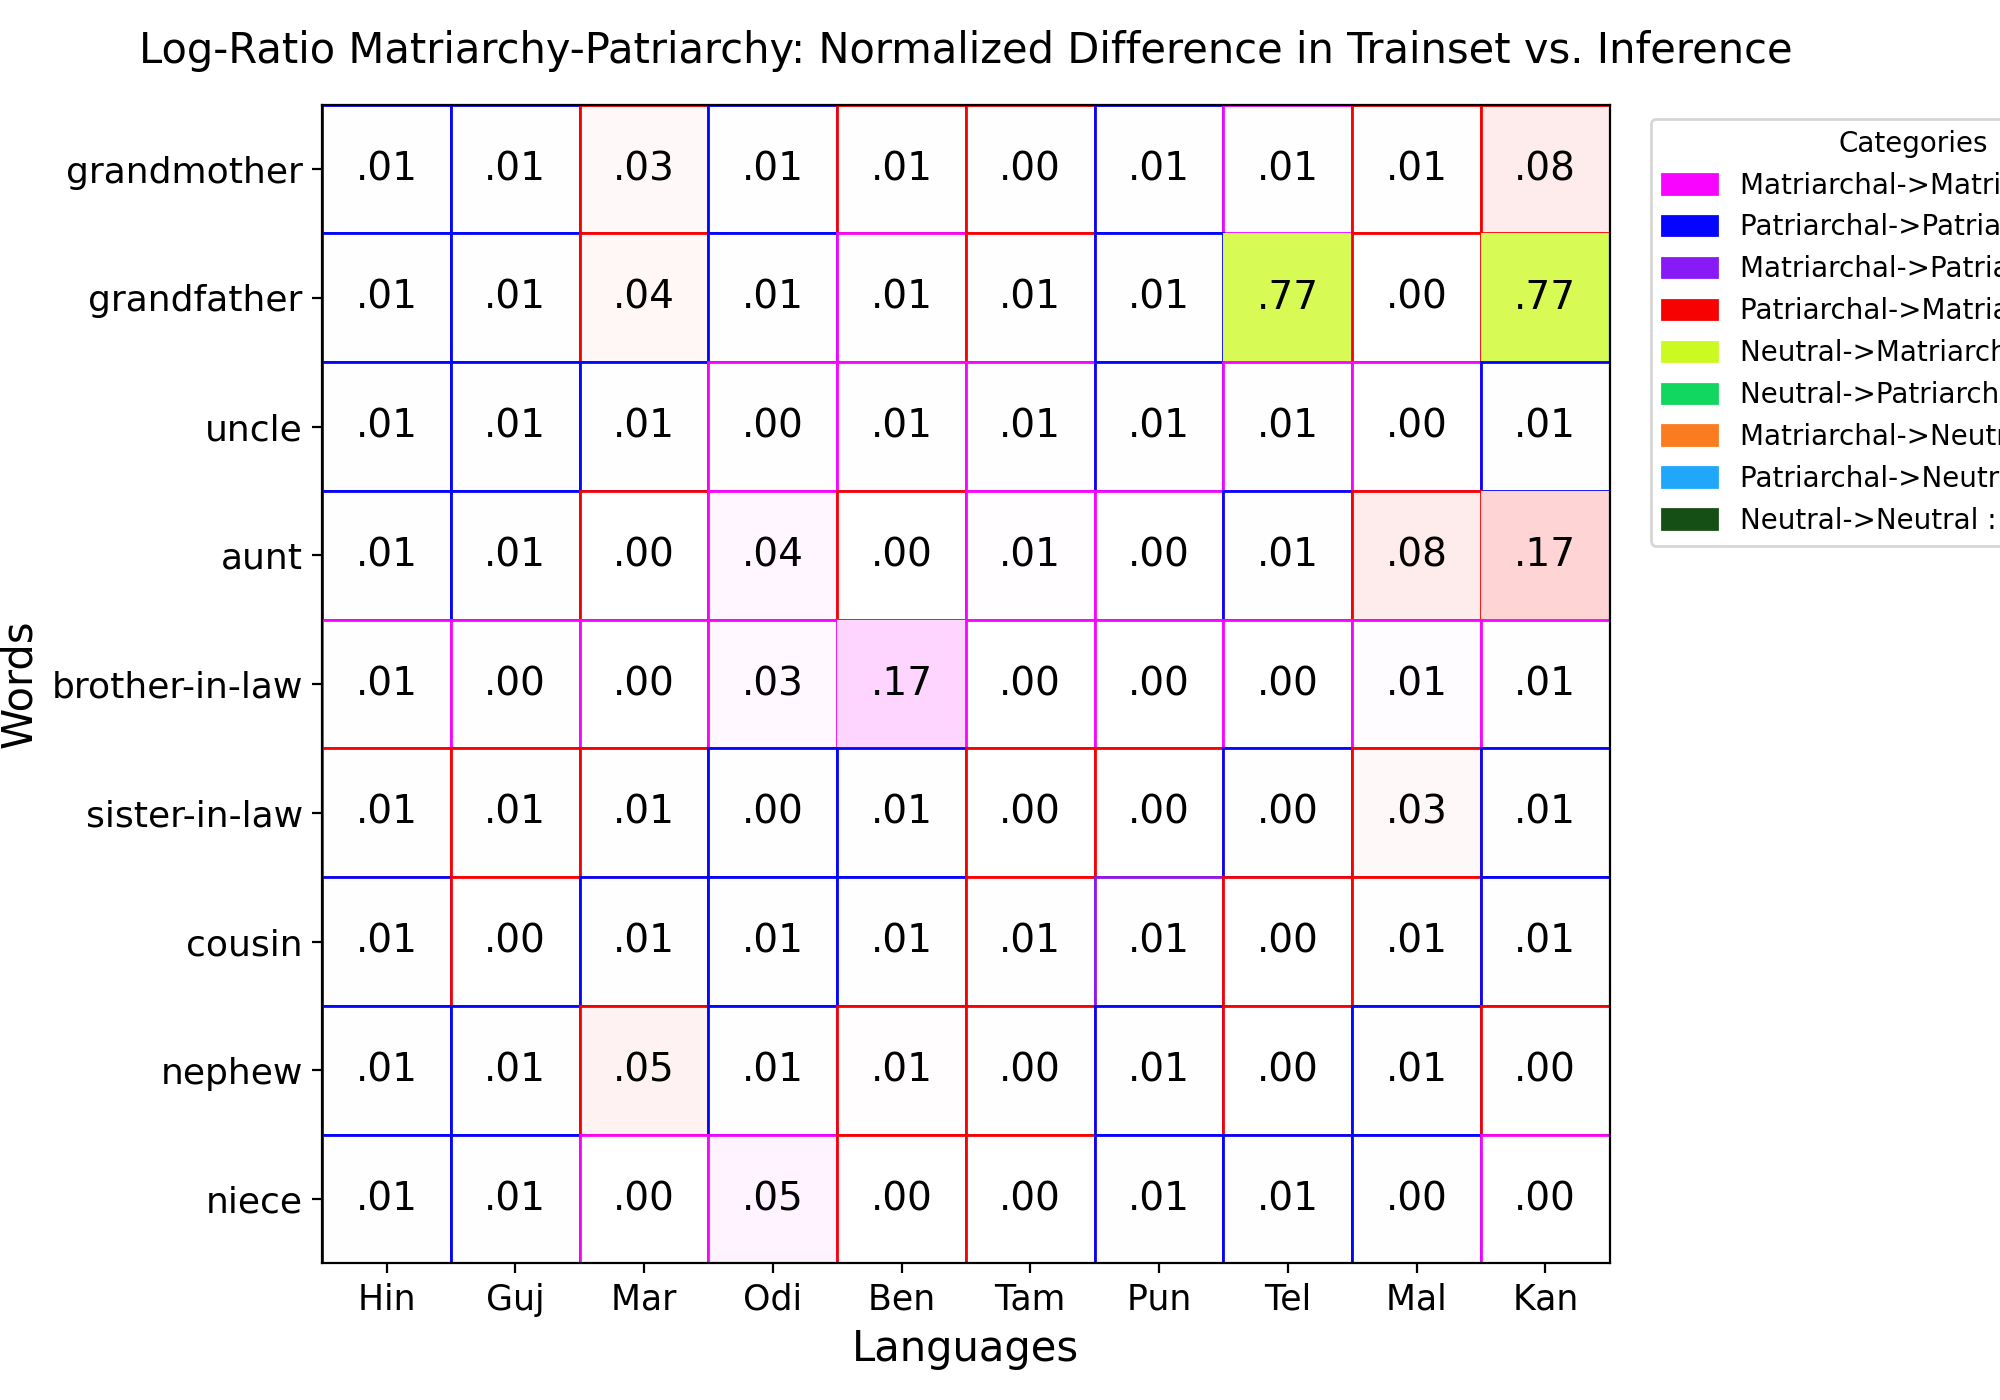 Log-Ratio Matriarchy-Patriarchy: Normalized Difference in Trainset vs. Inference
grandmother .01 .01 .03 .01 .01 .00 .01 .01 .01 .08
grandfather .01 .01 .04 .01 .01 .01 .01 .77 .00 .77
uncle .01 .01 .01 .00 .01 .01 .01 .01 .00 .01
aunt .01 .01 .00 .04 .00 .01 .00 .01 .08 .17
brother-in-law .01 .00 .00 .03 .17 .00 .00 .00 .01 .01
sister-in-law .01 .01 .01 .00 .01 .00 .00 .00 .03 .01
cousin .01 .00 .01 .01 .01 .01 .01 .00 .01 .01
nephew .01 .01 .05 .01 .01 .00 .01 .00 .01 .00
niece .01 .01 .00 .05 .00 .00 .01 .01 .00 .00
Hin Guj Mar Odi Ben Tam Pun Tel Mal Kan
Languages
Words
Categories
Matriarchal->Matri
Patriarchal->Patria
Matriarchal->Patria
Patriarchal->Matria
Neutral->Matriarch
Neutral->Patriarch
Matriarchal->Neutr
Patriarchal->Neutr
Neutral->Neutral :